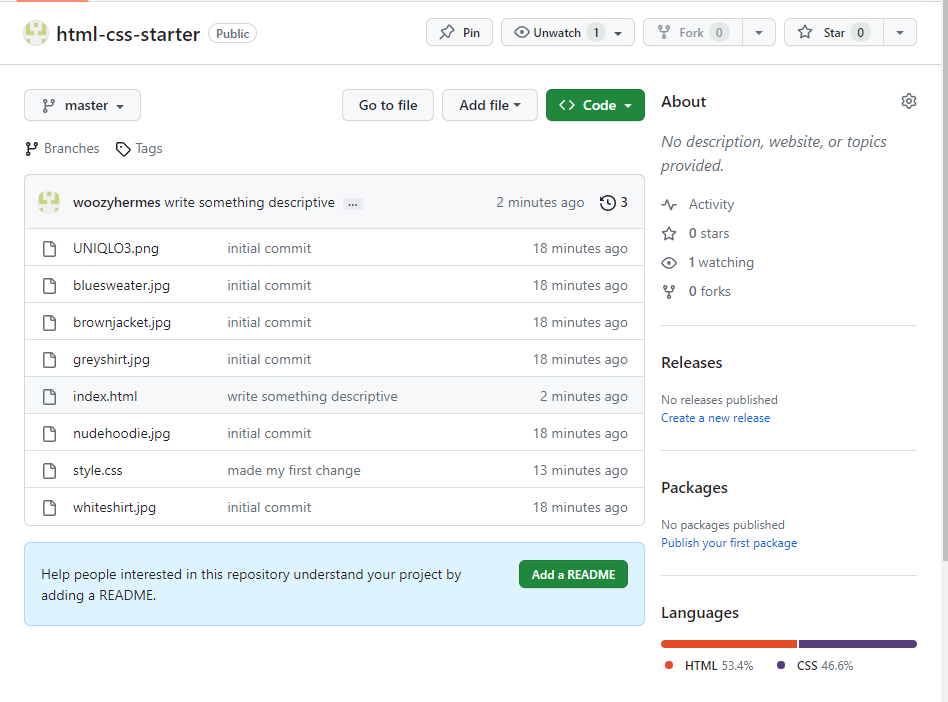 html-css-starter Public Pin Unwatch 1 Fork 0 Star 0
master Go to file Add file <> Code
Branches Tags
woozyhermes write something descriptive ... 2 minutes ago 3
UNIQLO3.png initial commit 18 minutes ago
bluesweater.jpg initial commit 18 minutes ago
brownjacket.jpg initial commit 18 minutes ago
greyshirt.jpg initial commit 18 minutes ago
index.html write something descriptive 2 minutes ago
nudehoodie.jpg initial commit 18 minutes ago
style.css made my first change 13 minutes ago
whiteshirt.jpg initial commit 18 minutes ago
Help people interested in this repository understand your project by
adding a README.
Add a README
About
No description, website, or topics
provided.
Activity
0 stars
1 watching
0 forks
Releases
No releases published
Create a new release
Packages
No packages published
Publish your first package
Languages
HTML 53.4% CSS 46.6%